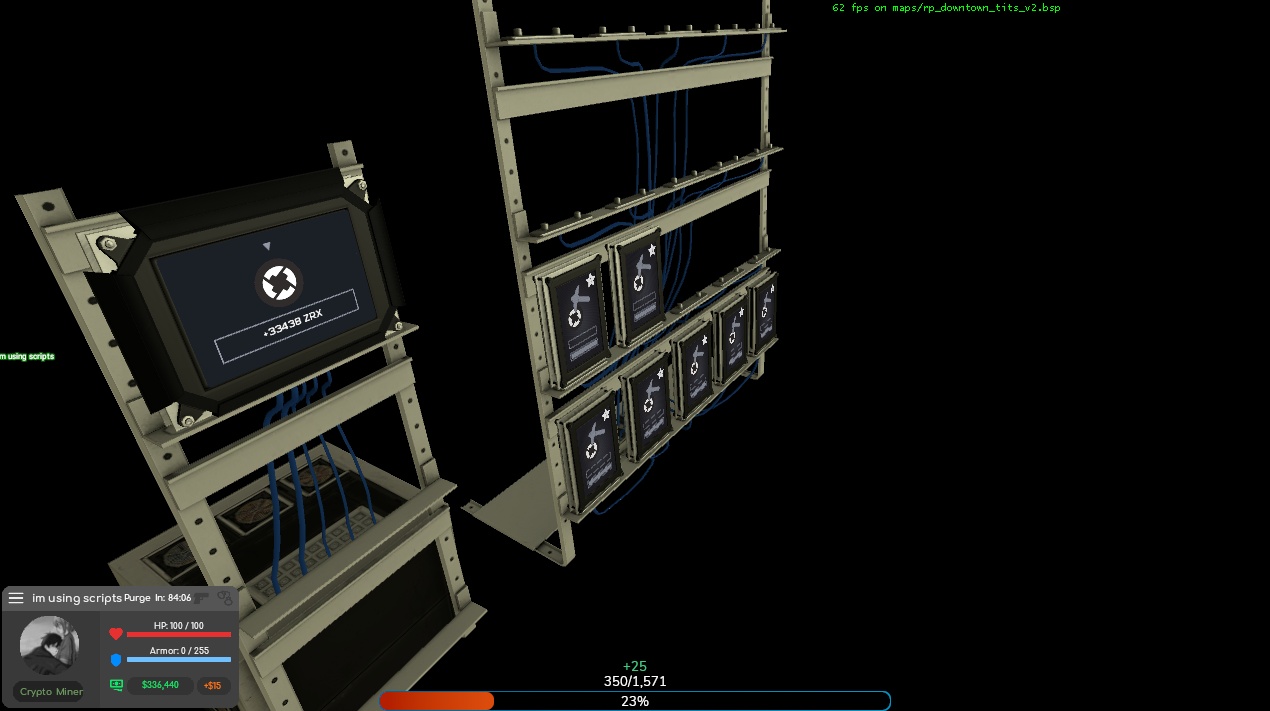 62 fps on maps/rp_downtown_tits_v2.bsp
+33438 ZRX
m using scripts
im using scripts Purge In: 84:06
HP: 100 / 100
Armor: 0 / 255
$336,440 +$15
Crypto Miner
+25
350/1,571
23%